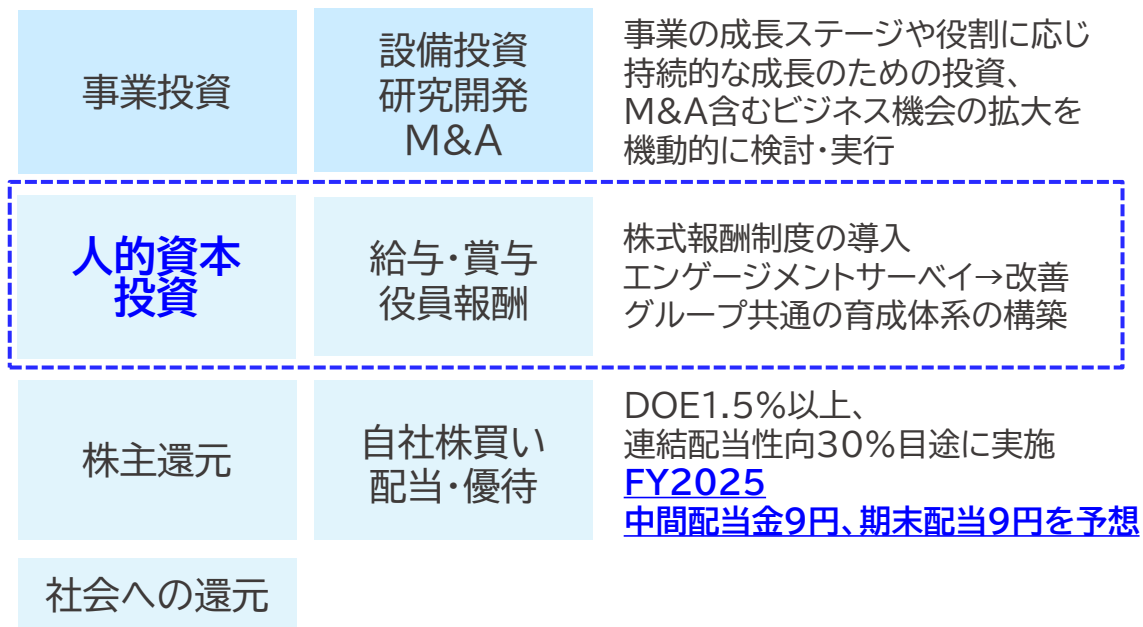 事業投資
設備投資
研究開発
M&A
事業の成長ステージや役割に応じ
持続的な成長のための投資、
M&A含むビジネス機会の拡大を
機動的に検討・実行
人的資本
投資
給与・賞与
役員報酬
株式報酬制度の導入
エンゲージメントサーベイ→改善
グループ共通の育成体系の構築
株主還元
自社株買い
配当・優待
DOE1.5%以上、
連結配当性向30%目途に実施
FY2025
中間配当金9円、期末配当9円を予想
社会への還元